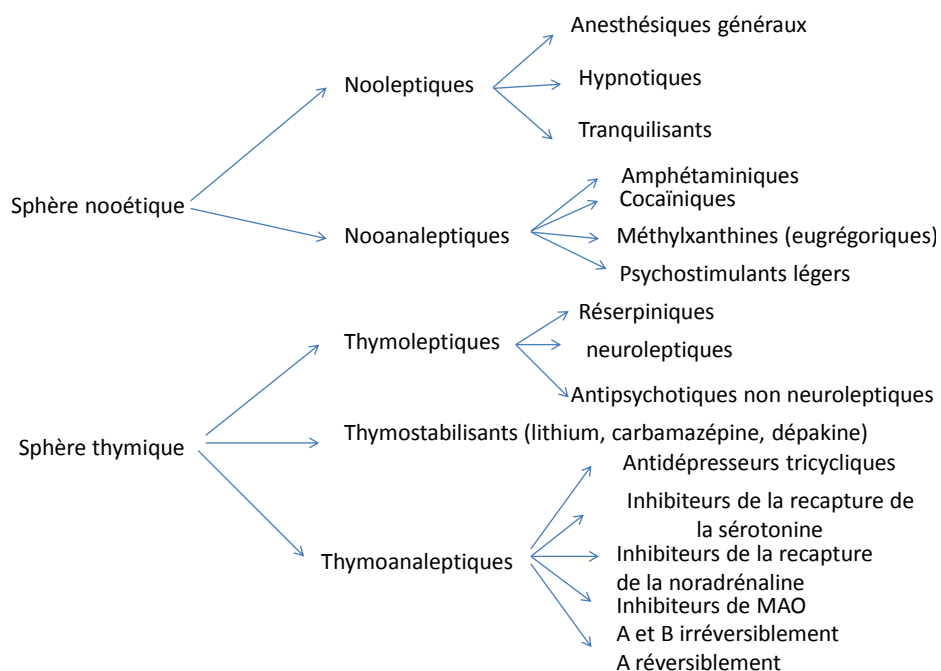 Anesthésiques généraux
Nooleptiques
Hypnotiques
Tranquilisants
Sphère nooétique
Amphétaminiques
Cocaïniques
Nooanaleptiques
Méthylxanthines (eugrégoriques)
Psychostimulants légers
Réserpiniques
Thymoleptiques
neuroleptiques
Antipsychotiques non neuroleptiques
Sphère thymique
Thymostabilisants (lithium, carbamazépine, dépakine)
Antidépresseurs tricycliques
Inhibiteurs de la recapture de
la sérotonine
Thymoanaleptiques
Inhibiteurs de la recapture
de la noradrénaline
Inhibiteurs de MAO
A et B irréversiblement
A réversiblement